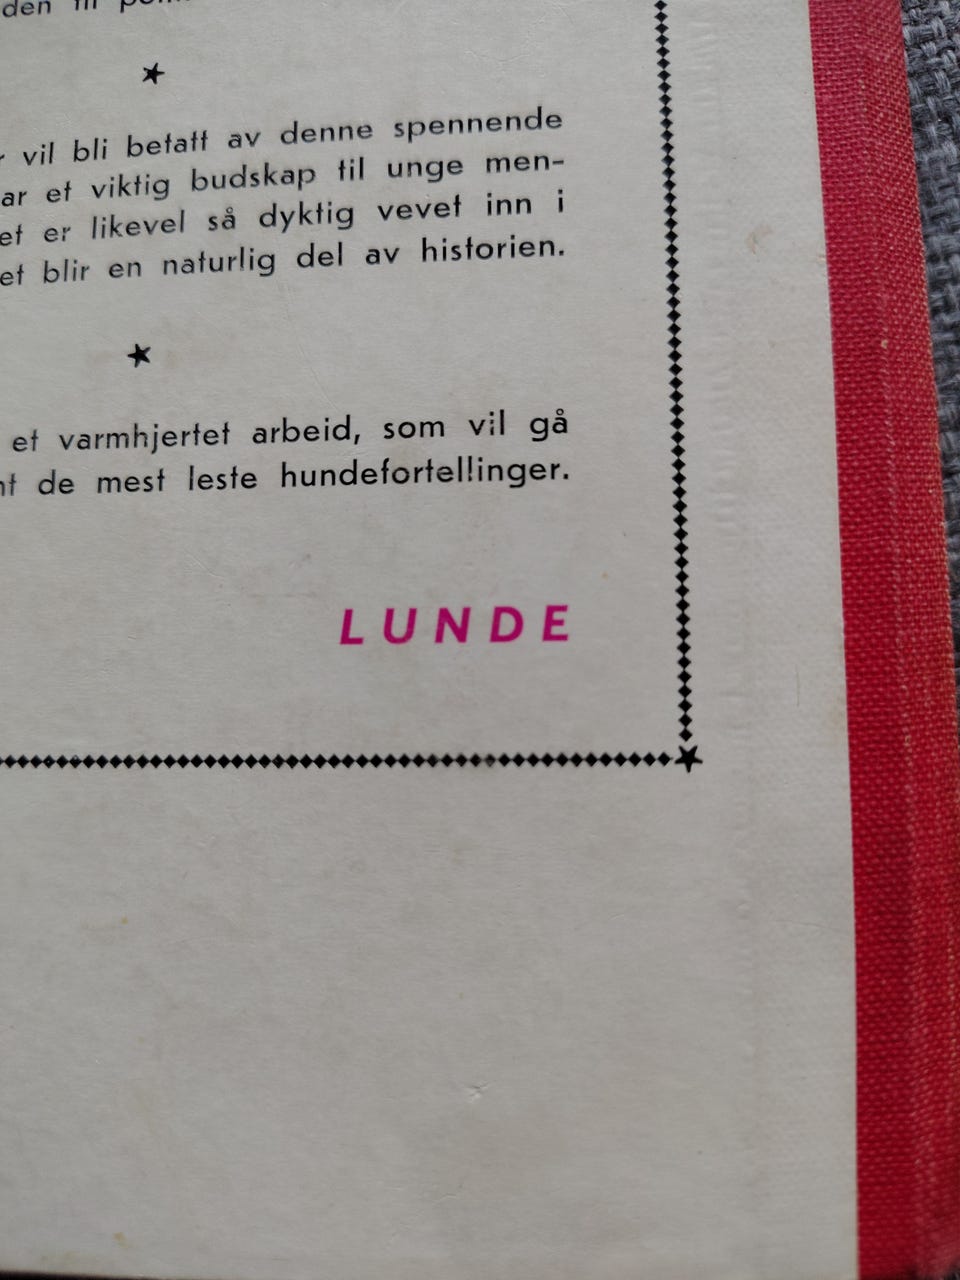 vil bli betatt av denne spennende
ar et viktig budskap til unge men-
et er likevel så dyktig vevet inn i
et blir en naturlig del av historien.
et varmhjertet arbeid, som vil gå
de mest leste hundefortellinger.
LUNDE